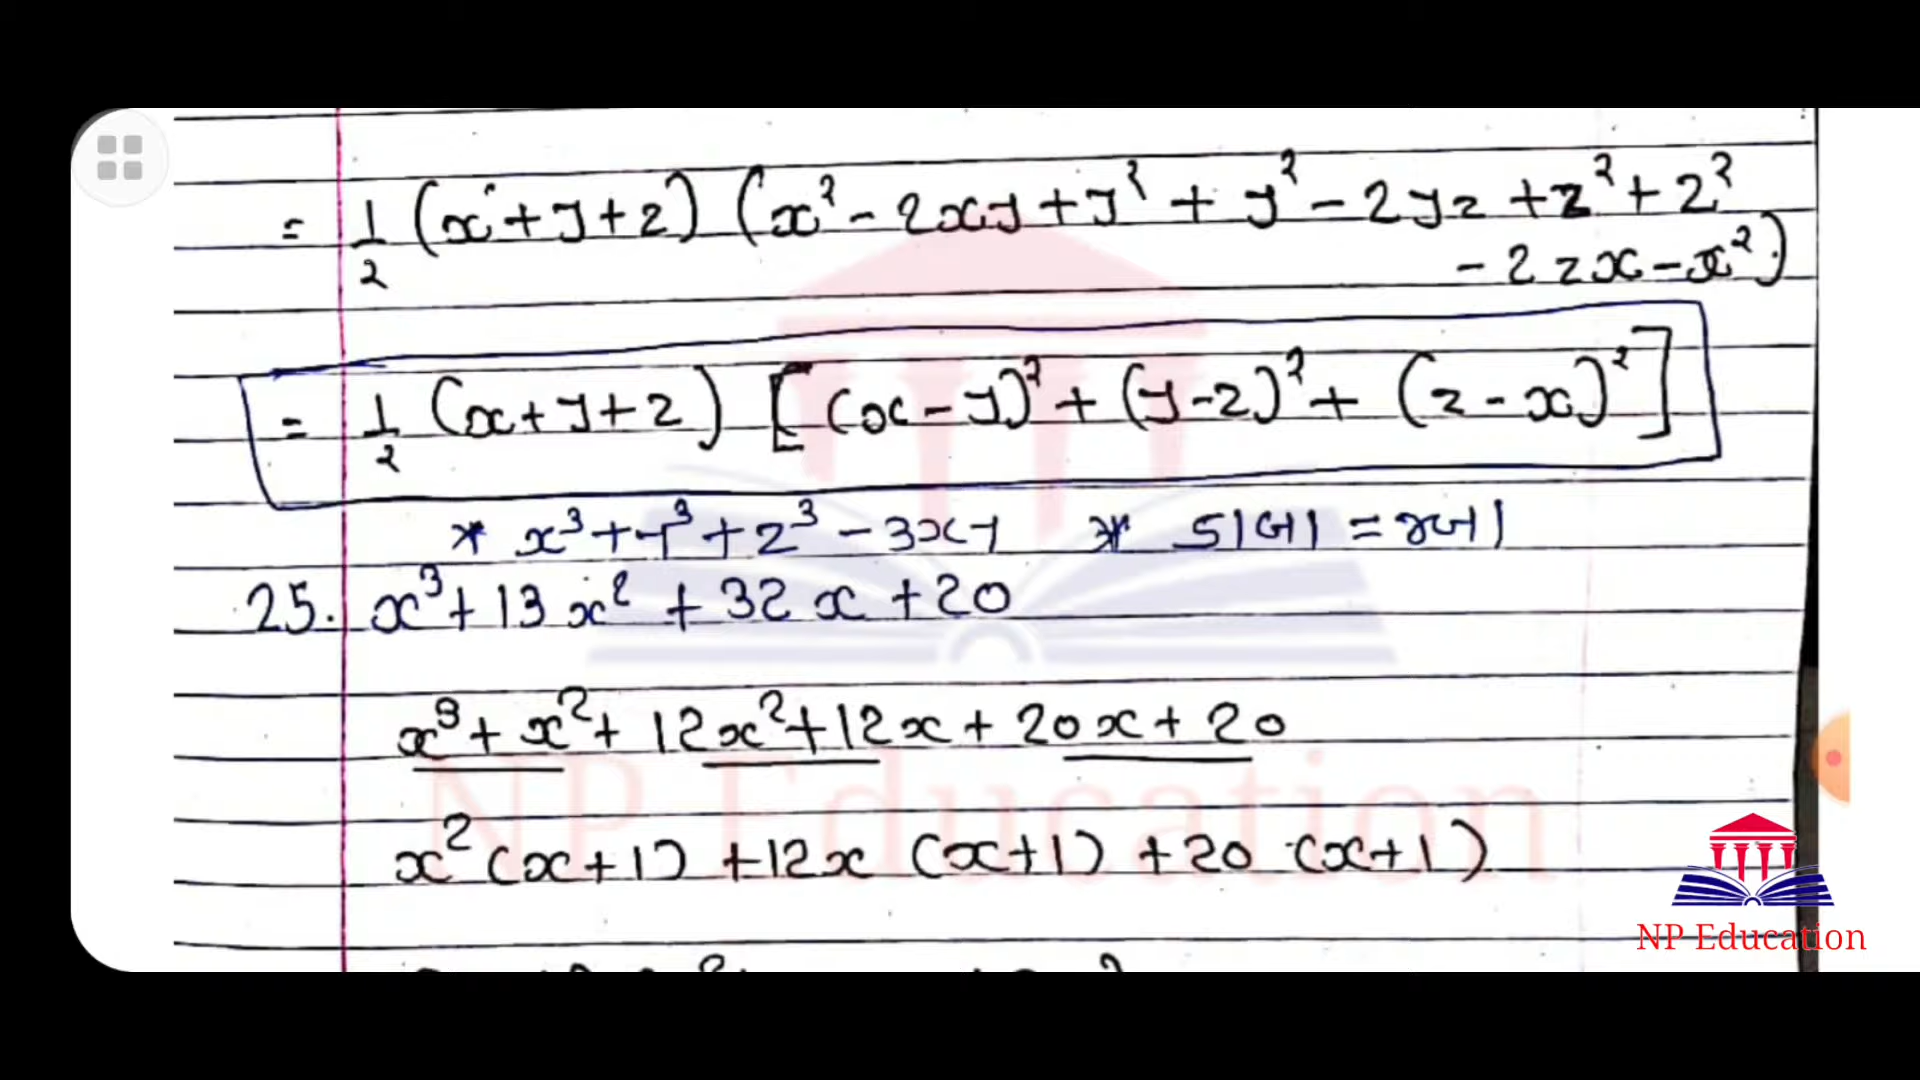 = 1/2 (x + y + z) (x² - 2xy + y² + y² - 2yz + z² + z²
- 2zx - x²)
= 1/2 (x + y + z) [(x - y)² + (y - z)² + (z - x)²]
* x³ + y³ + z³ - 3xy *
25. x³ + 13x² + 32x + 20
x³ + x² + 12x² + 12x + 20x + 20
x² (x + 1) + 12x (x + 1) + 20 (x + 1)
NP Education
NP Education